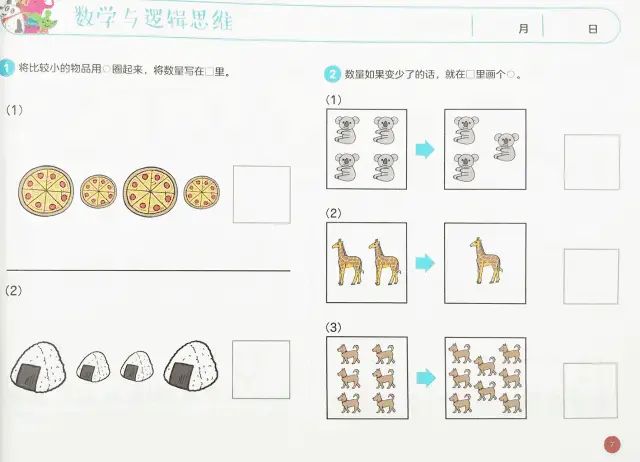 数学与逻辑思维
月 日
1 将比较小的物品用○圈起来，将数量写在□里。
(1)
(2)
2 数量如果变少了的话，就在□里画个○。
(1)
(2)
(3)
7